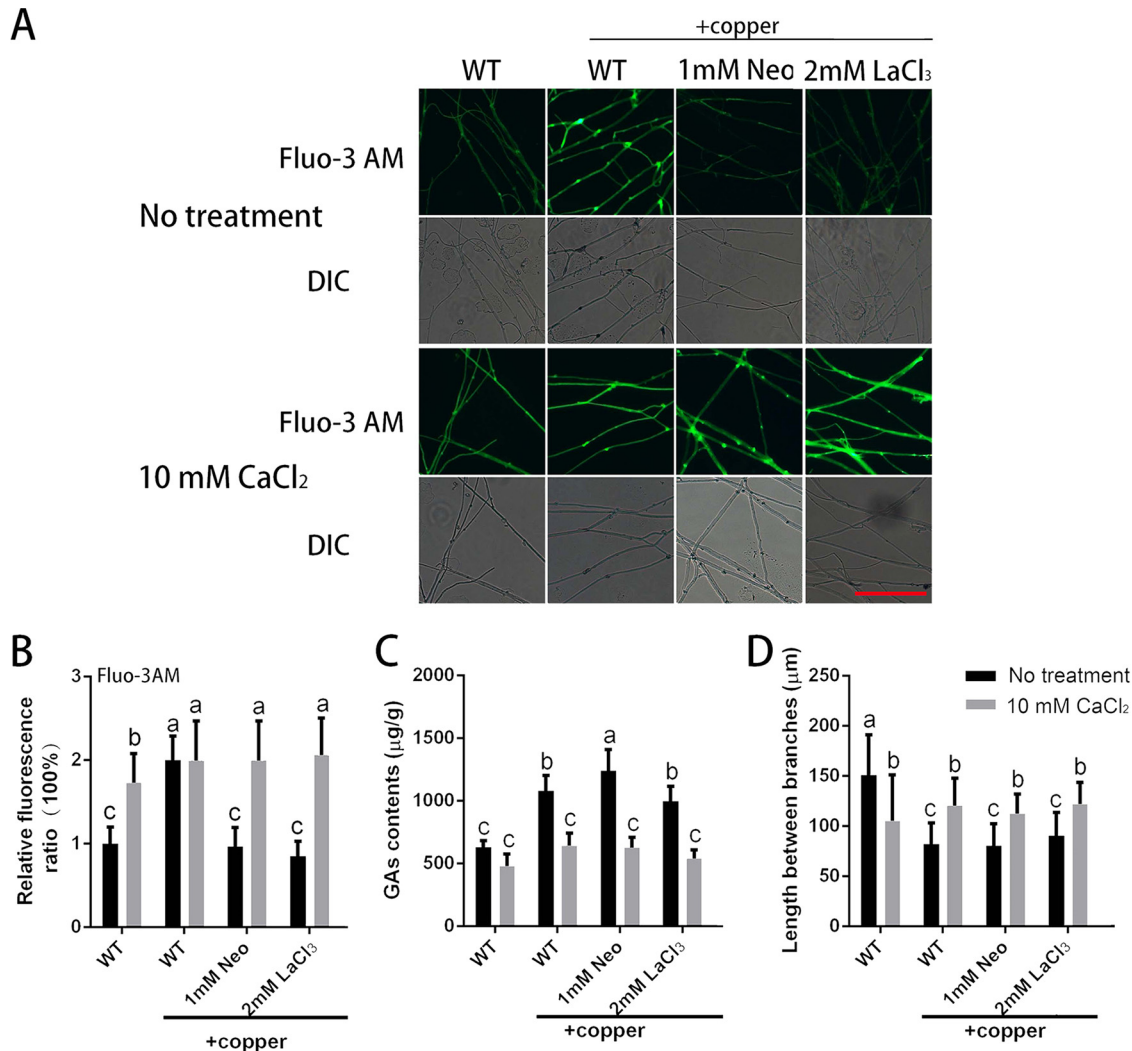 A
+copper
WT WT 1mM Neo 2mM LaCl₃
Fluo-3 AM
No treatment
DIC
Fluo-3 AM
10 mM CaCl₂
DIC
B
Fluo-3AM
Relative fluorescence
ratio（100%）
3
2
1
0
c b a a c a c a
WT WT 1mM Neo 2mM LaCl₃
+copper
C
GAs contents (μg/g)
2000
1500
1000
500
0
c c b c a c b c
WT WT 1mM Neo 2mM LaCl₃
+copper
D
Length between branches (μm)
250
200
150
100
50
0
No treatment
10 mM CaCl₂
a b c b c b c b
WT WT 1mM Neo 2mM LaCl₃
+copper